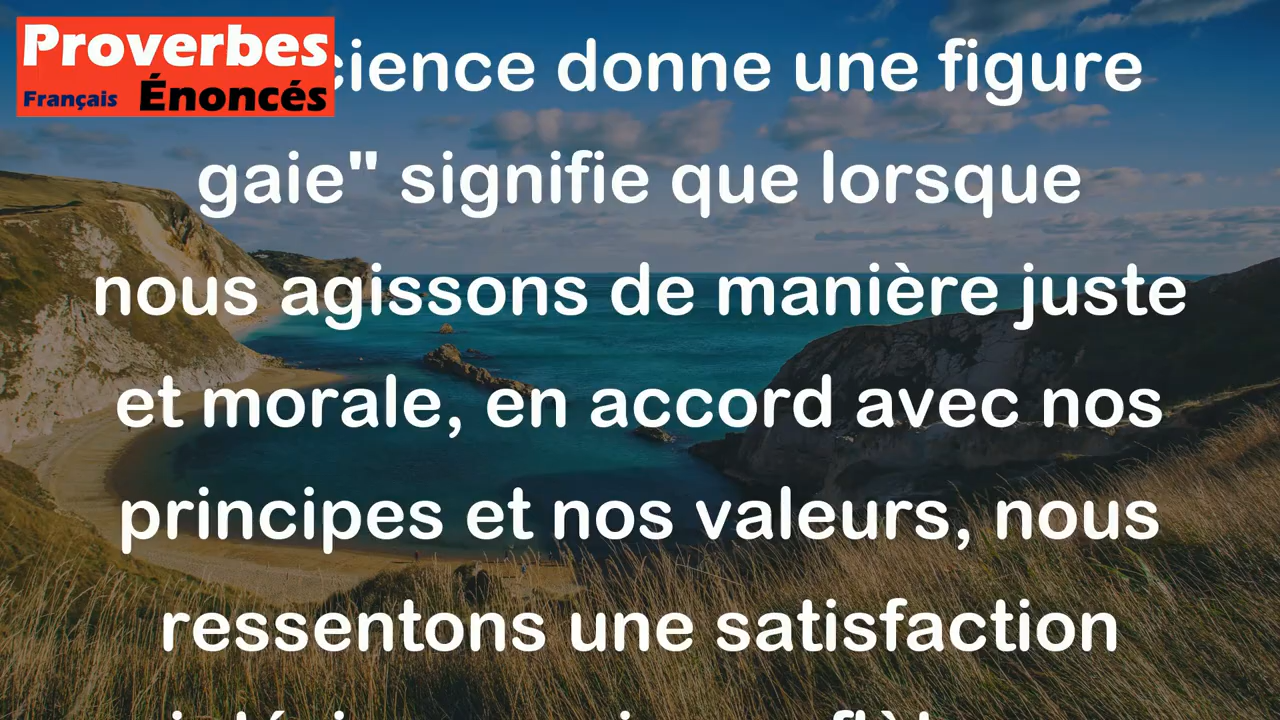 Proverbes
Français Énoncés
donne une figure
gaie" signifie que lorsque
nous agissons de manière juste
et morale, en accord avec nos
principes et nos valeurs, nous
ressentons une satisfaction